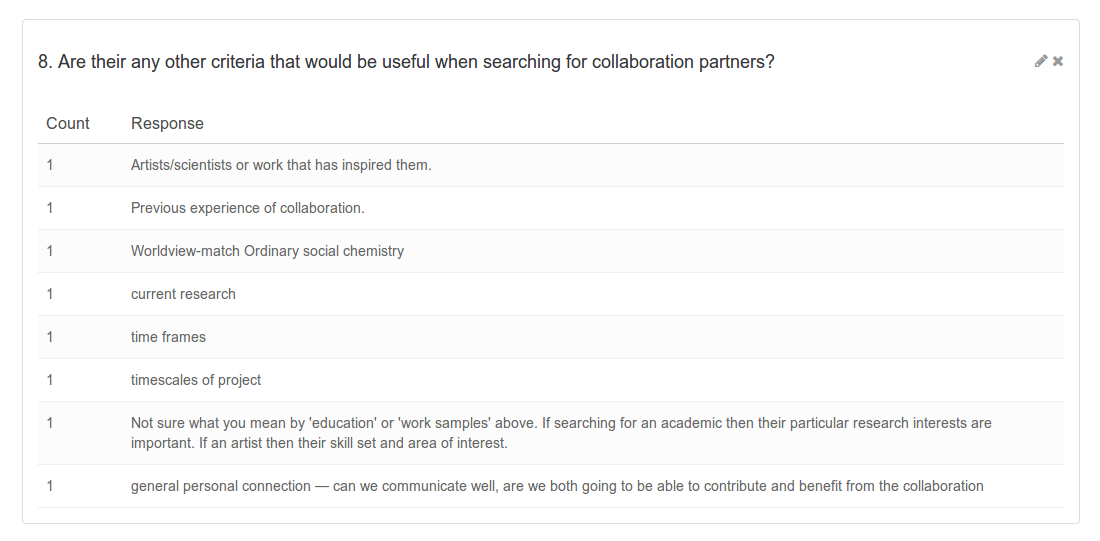 8. Are their any other criteria that would be useful when searching for collaboration partners?
Count Response
1 Artists/scientists or work that has inspired them.
1 Previous experience of collaboration.
1 Worldview-match Ordinary social chemistry
1 current research
1 time frames
1 timescales of project
1 Not sure what you mean by 'education' or 'work samples' above. If searching for an academic then their particular research interests are
important. If an artist then their skill set and area of interest.
1 general personal connection — can we communicate well, are we both going to be able to contribute and benefit from the collaboration